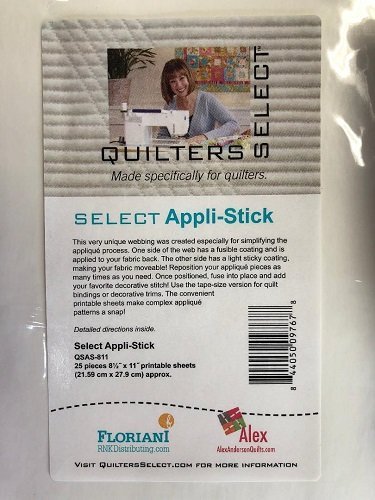 QUILTERS
SELECT™
Made specifically for quilters.
SELECT Appli-Stick
This very unique webbing was created especially for simplifying the
appliqué process. One side of the web has a fusible coating and is
applied to your fabric back. The other side has a light sticky coating,
making your fabric moveable! Reposition your appliqué pieces as
many times as you need. Once positioned, fuse into place and add
your favorite decorative stitch! Use the tape-size version for quilt
bindings or decorative trims. The convenient
printable sheets make complex appliqué
patterns a snap!
Detailed directions inside.
Select Appli-Stick
QSAS-811
25 pieces 8½" x 11" printable sheets
(21.59 cm x 27.9 cm) approx.
8 44050 09767 8
FLORIANI
RNKDistributing.com
Alex
AlexAndersonQuilts.com
VISIT QUILTERSSELECT.COM FOR MORE INFORMATION